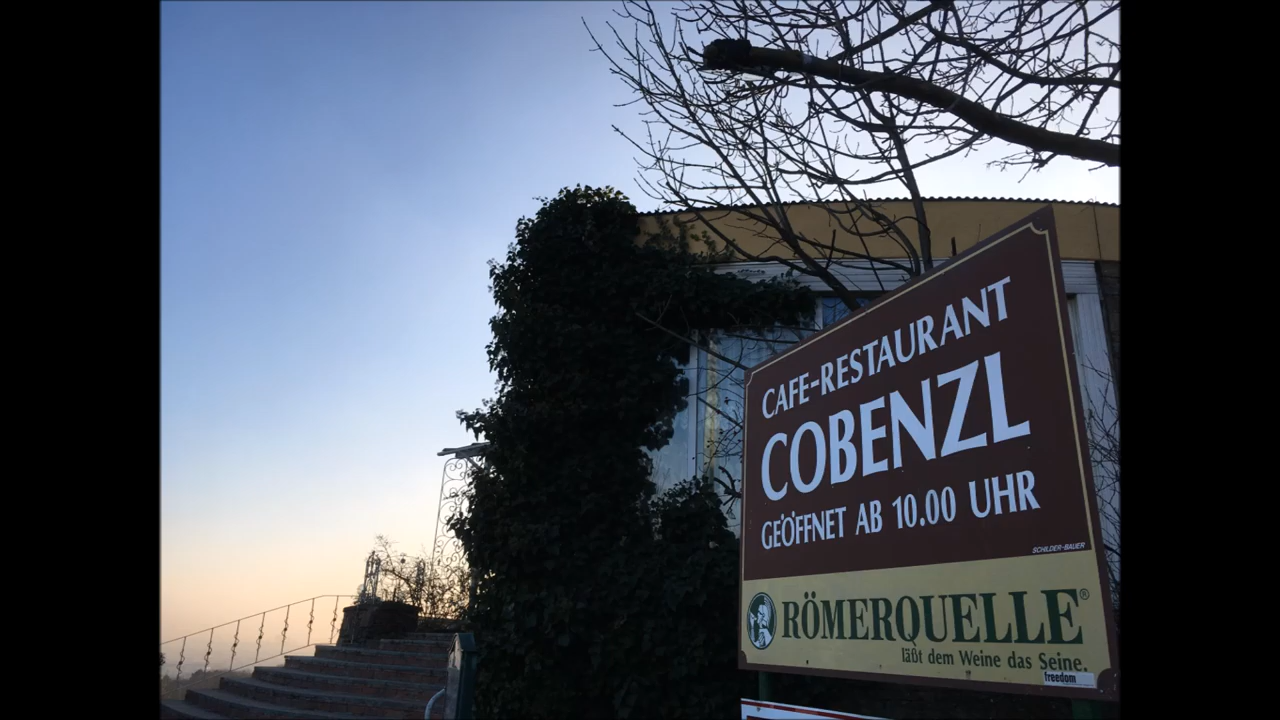 CAFE-RESTAURANT
COBENZL
GEÖFFNET AB 10.00 UHR
SCHILDER-BAUER
RÖMERQUELLE®
läßt dem Weine das Seine.
freedom